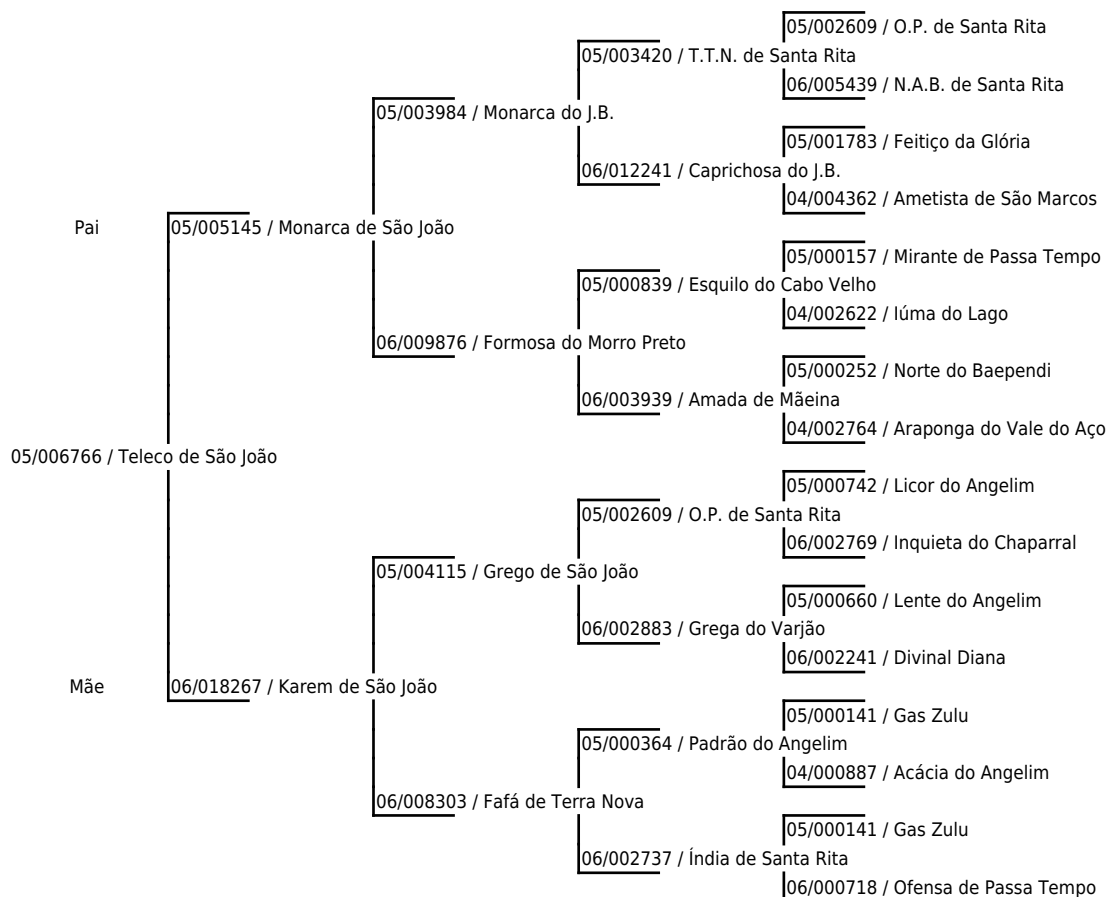 05/002609 / O.P. de Santa Rita
05/003420 / T.T.N. de Santa Rita
06/005439 / N.A.B. de Santa Rita
05/003984 / Monarca do J.B.
05/001783 / Feitiço da Glória
06/012241 / Caprichosa do J.B.
04/004362 / Ametista de São Marcos
Pai
05/005145 / Monarca de São João
05/000157 / Mirante de Passa Tempo
05/000839 / Esquilo do Cabo Velho
04/002622 / Iúma do Lago
06/009876 / Formosa do Morro Preto
05/000252 / Norte do Baependi
06/003939 / Amada de Mãeina
04/002764 / Araponga do Vale do Aço
05/006766 / Teleco de São João
05/000742 / Licor do Angelim
05/002609 / O.P. de Santa Rita
06/002769 / Inquieta do Chaparral
05/004115 / Grego de São João
05/000660 / Lente do Angelim
06/002883 / Grega do Varjão
06/002241 / Divinal Diana
Mãe
06/018267 / Karem de São João
05/000141 / Gas Zulu
05/000364 / Padrão do Angelim
04/000887 / Acácia do Angelim
06/008303 / Fafá de Terra Nova
05/000141 / Gas Zulu
06/002737 / Índia de Santa Rita
06/000718 / Ofensa de Passa Tempo